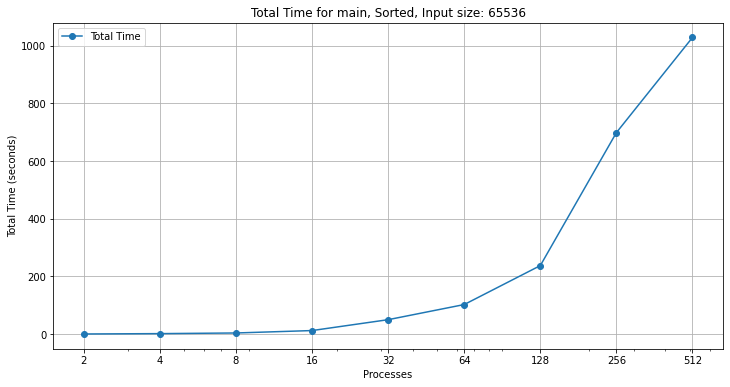 Total Time for main, Sorted, Input size: 65536
Total Time
Total Time (seconds)
1000
800
600
400
200
0
2 4 8 16 32 64 128 256 512
Processes